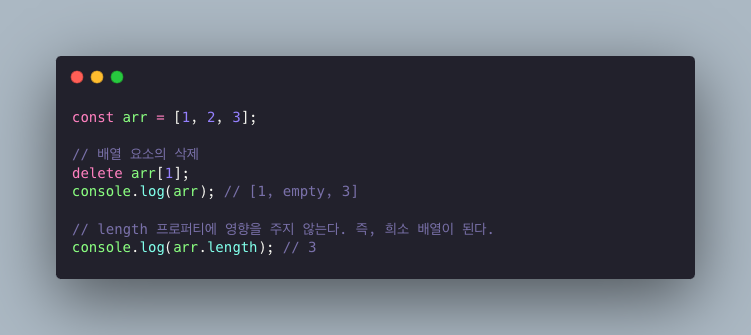 const arr = [1, 2, 3];
// 배열 요소의 삭제
delete arr[1];
console.log(arr); // [1, empty, 3]
// length 프로퍼티에 영향을 주지 않는다. 즉, 희소 배열이 된다.
console.log(arr.length); // 3